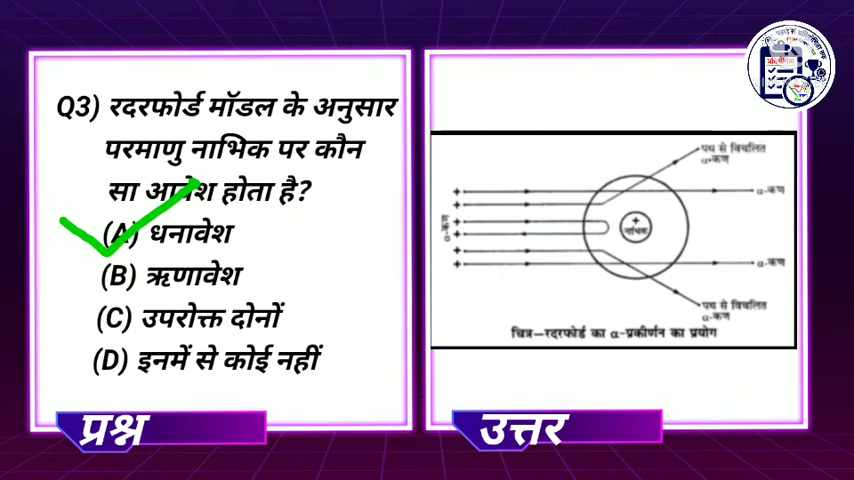 Q3) रदरफोर्ड मॉडल के अनुसार
परमाणु नाभिक पर कौन
सा आवेश होता है?
(A) धनावेश
(B) ऋणावेश
(C) उपरोक्त दोनों
(D) इनमें से कोई नहीं
प्रश्न
पथ से विचलित
α-कण
α-कण
α-कण
+
नाभिक
α-कण
पथ से विचलित
α-कण
चित्र—रदरफोर्ड का α-प्रकीर्णन का प्रयोग
उत्तर